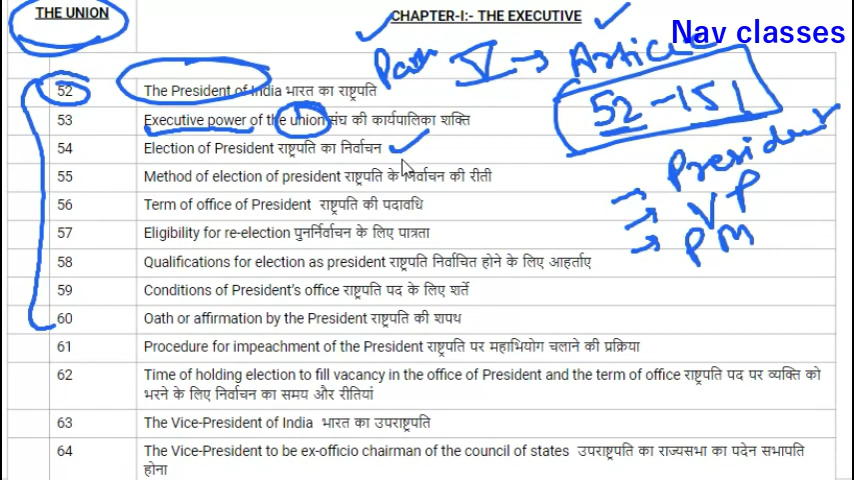 THE UNION
CHAPTER-I:- THE EXECUTIVE
Nav classes
Part V → Article
52 - 151
→ President
→ VP
→ PM
52 The President of India भारत का राष्ट्रपति
53 Executive power of the union संघ की कार्यपालिका शक्ति
54 Election of President राष्ट्रपति का निर्वाचन
55 Method of election of president राष्ट्रपति के निर्वाचन की रीती
56 Term of office of President राष्ट्रपति की पदावधि
57 Eligibility for re-election पुनर्निर्वाचन के लिए पात्रता
58 Qualifications for election as president राष्ट्रपति निर्वाचित होने के लिए आहर्ताए
59 Conditions of President's office राष्ट्रपति पद के लिए शर्ते
60 Oath or affirmation by the President राष्ट्रपति की शपथ
61 Procedure for impeachment of the President राष्ट्रपति पर महाभियोग चलाने की प्रक्रिया
62 Time of holding election to fill vacancy in the office of President and the term of office राष्ट्रपति पद पर व्यक्ति को
भरने के लिए निर्वाचन का समय और रीतियां
63 The Vice-President of India भारत का उपराष्ट्रपति
64 The Vice-President to be ex-officio chairman of the council of states उपराष्ट्रपति का राज्यसभा का पदेन सभापति
होना